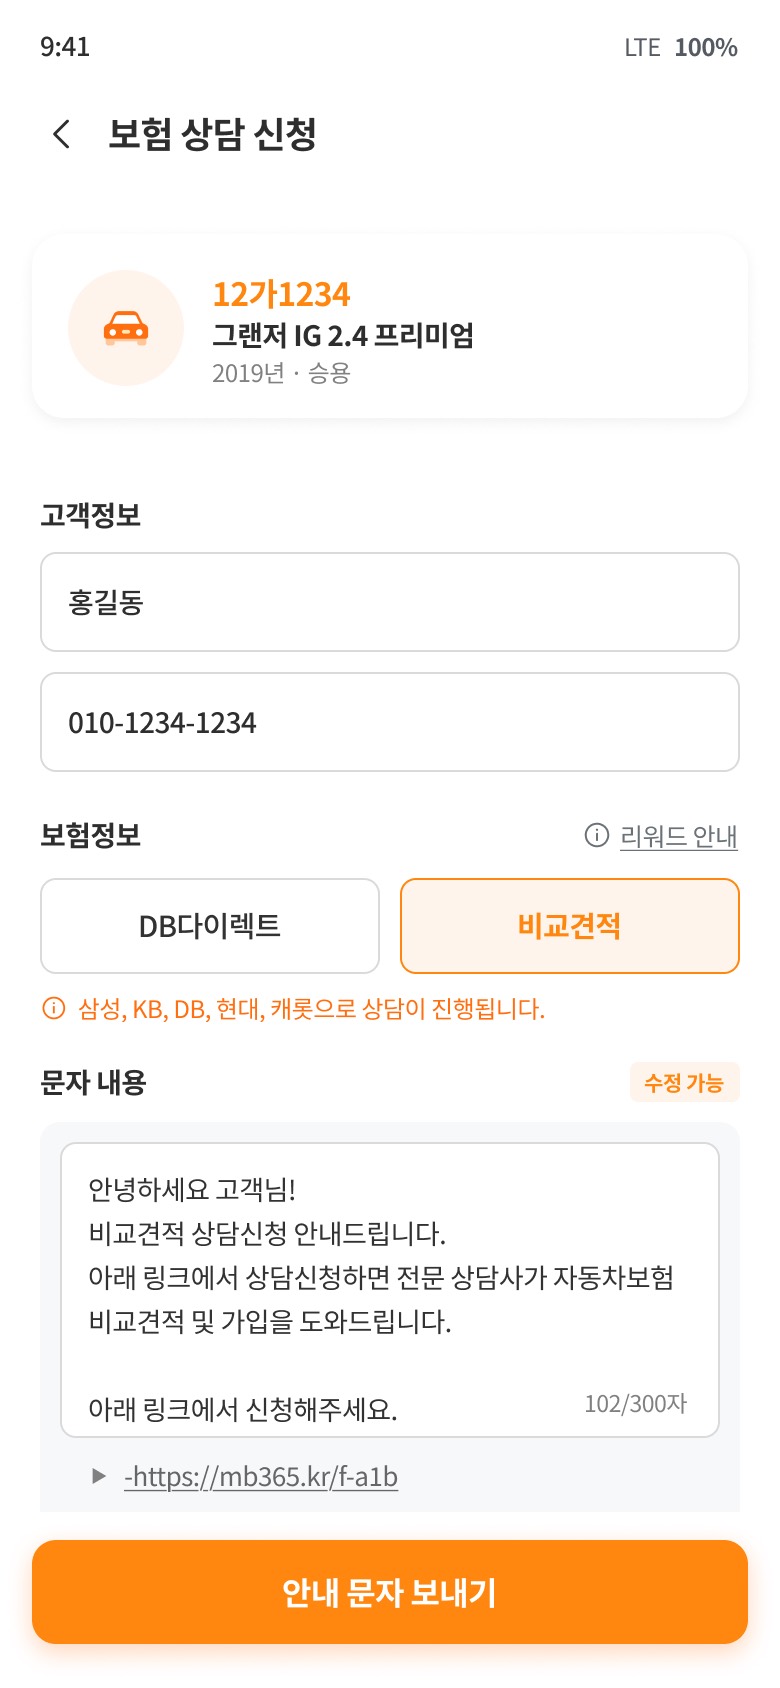 9:41
LTE 100%
보험 상담 신청
12가1234
그랜저 IG 2.4 프리미엄
2019년 · 승용
고객정보
홍길동
010-1234-1234
보험정보
리워드 안내
DB다이렉트
비교견적
삼성, KB, DB, 현대, 캐롯으로 상담이 진행됩니다.
문자 내용
수정 가능
안녕하세요 고객님!
비교견적 상담신청 안내드립니다.
아래 링크에서 상담신청하면 전문 상담사가 자동차보험
비교견적 및 가입을 도와드립니다.
아래 링크에서 신청해주세요.
102/300자
▶ -https://mb365.kr/f-a1b
안내 문자 보내기